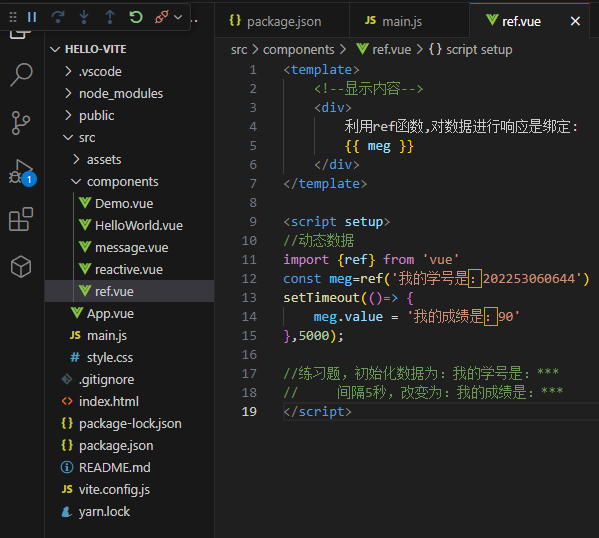 package.json
main.js
ref.vue
HELLO-VITE
src > components > ref.vue > {} script setup
.vscode
node_modules
public
src
assets
components
Demo.vue
HelloWorld.vue
message.vue
reactive.vue
ref.vue
App.vue
main.js
style.css
.gitignore
index.html
package-lock.json
package.json
README.md
vite.config.js
yarn.lock
1
1 <template>
2 <!--显示内容-->
3 <div>
4 利用ref函数,对数据进行响应是绑定:
5 {{ meg }}
6 </div>
7 </template>
8
9 <script setup>
10 //动态数据
11 import {ref} from 'vue'
12 const meg=ref('我的学号是：202253060644')
13 setTimeout(()=> {
14 meg.value = '我的成绩是：90'
15 },5000);
16
17 //练习题，初始化数据为：我的学号是：***
18 // 间隔5秒，改变为：我的成绩是：***
19 </script>